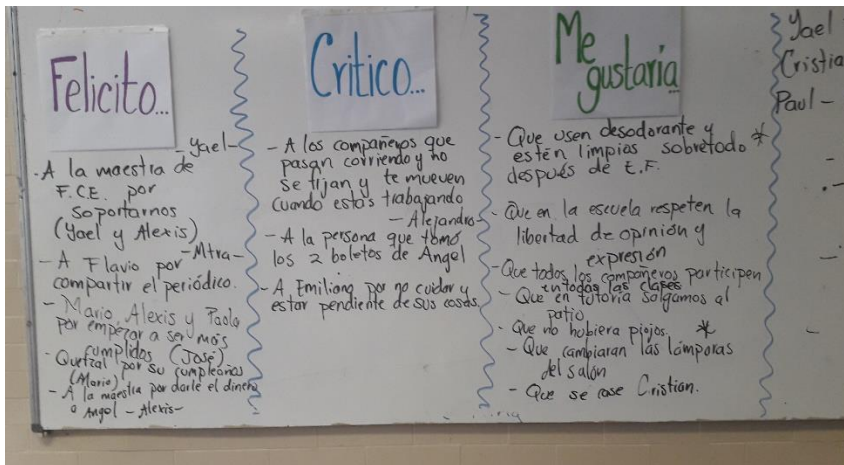 Felicito...
- Yael -
- A la maestra de
F.C.E. por
soportarnos
(Yael y Alexis)
- Mtra -
- A Flavio por
compartir el periódico.
- Mario, Alexis y Paola
por empezar a ser más
cumplidos (José)
- Quetzal por su cumpleaños
(Mario)
- A la maestra por darle el dinero
a Angel - Alexis -
Critico...
- A los compañeros que
pasan corriendo y no
se fijan y te mueven
cuando estás trabajando
- Alejandro -
- A la persona que tomó
los 2 boletos de Angel
- A Emiliano por no cuidar y
estar pendiente de sus cosas.
Me
gustaría...
- Que usen desodorante y
estén limpias sobretodo *
después de E.F.
- Que en la escuela respeten la
libertad de opinión y
expresión
- Que todos los compañeros participen
en todas las clases
- Que en tutoría salgamos al
patio
- Que no hubiera piojos. *
- Que cambiaran las lámparas
del salón
- Que se case Cristian.
Yael
Cristia
Paul -